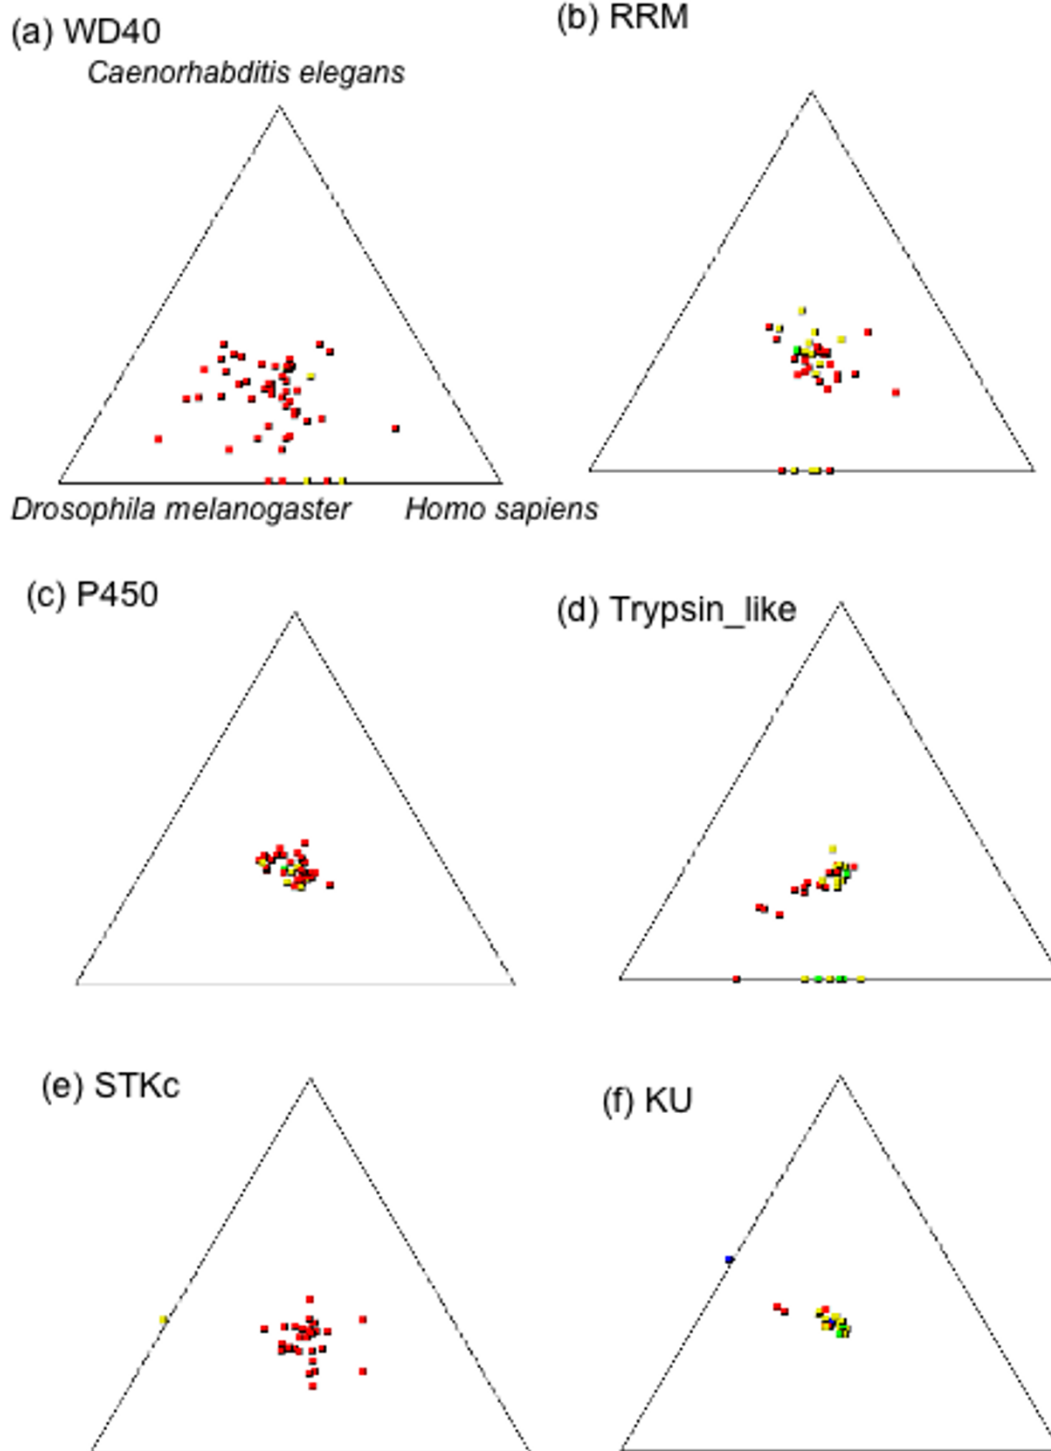 (a) WD40
Caenorhabditis elegans
Drosophila melanogaster
Homo sapiens
(b) RRM
(c) P450
(d) Trypsin_like
(e) STKc
(f) KU